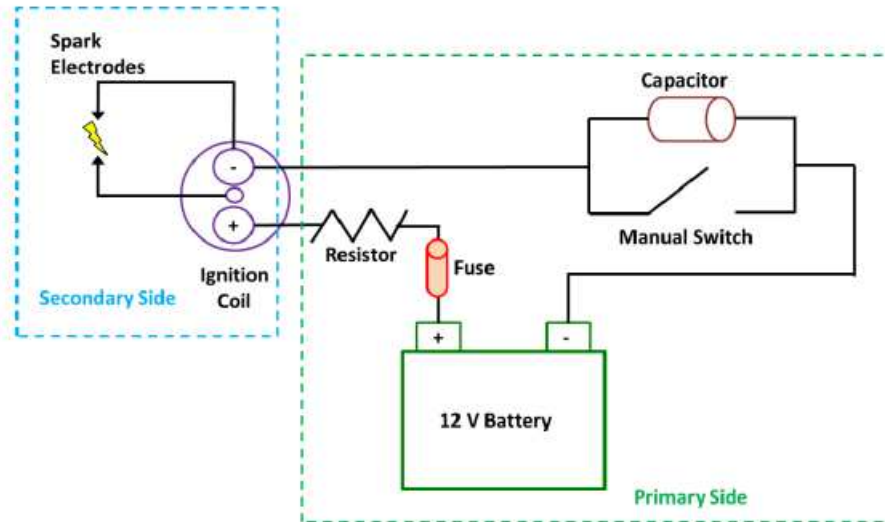 Spark
Electrodes
Capacitor
-
+
Manual Switch
Resistor
Fuse
Ignition
Coil
Secondary Side
+
-
12 V Battery
Primary Side